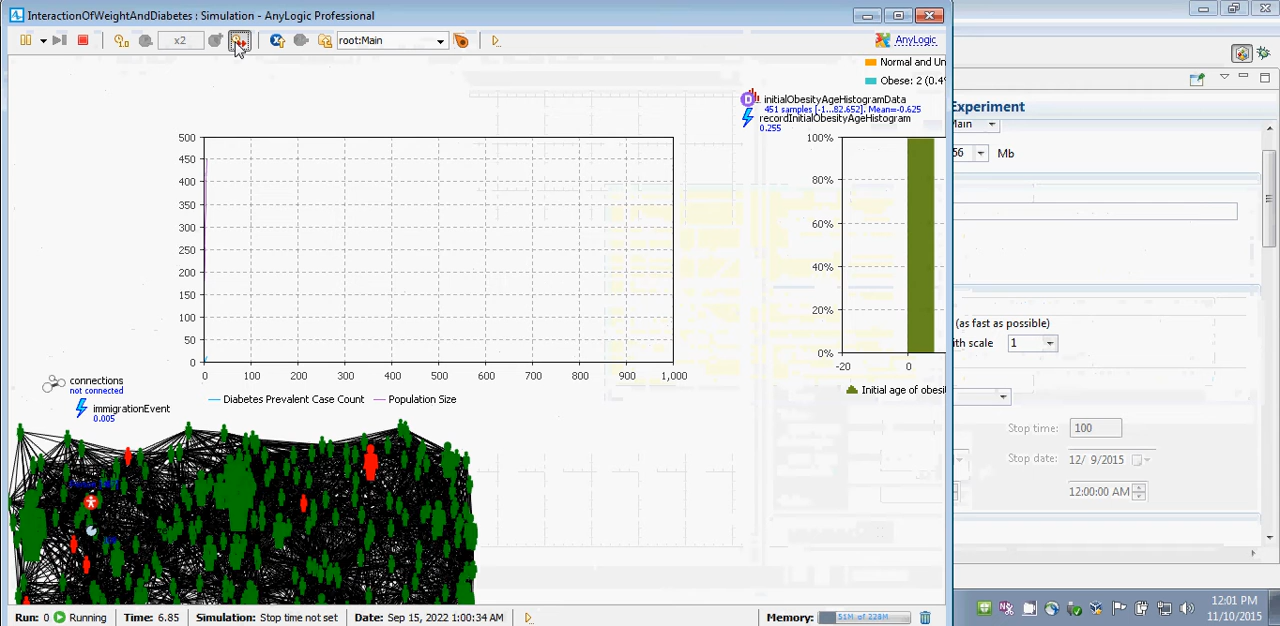 InteractionOfWeightAndDiabetes : Simulation - AnyLogic Professional
x2
root:Main
AnyLogic
Normal and Un
Obese: 2 (0.4
initialObesityAgeHistogramData
451 samples [-1...82.652], Mean=-0.625
recordInitialObesityAgeHistogram
0.255
500
450
400
350
300
250
200
150
100
50
0
0
100
200
300
400
500
600
700
800
900
1,000
Diabetes Prevalent Case Count
Population Size
100%
80%
60%
40%
20%
0%
-20
0
Initial age of obesi
connections
not connected
immigrationEvent
0.005
Experiment
Main
56
Mb
(as fast as possible)
ith scale
1
Stop time:
100
Stop date:
12/ 9/2015
12:00:00 AM
Run: 0
Running
Time: 3.83
Simulation: Stop time not set
Date: Sep 15, 2022 1:00:34 AM
Memory:
51M of 228M
12:01 PM
11/10/2015